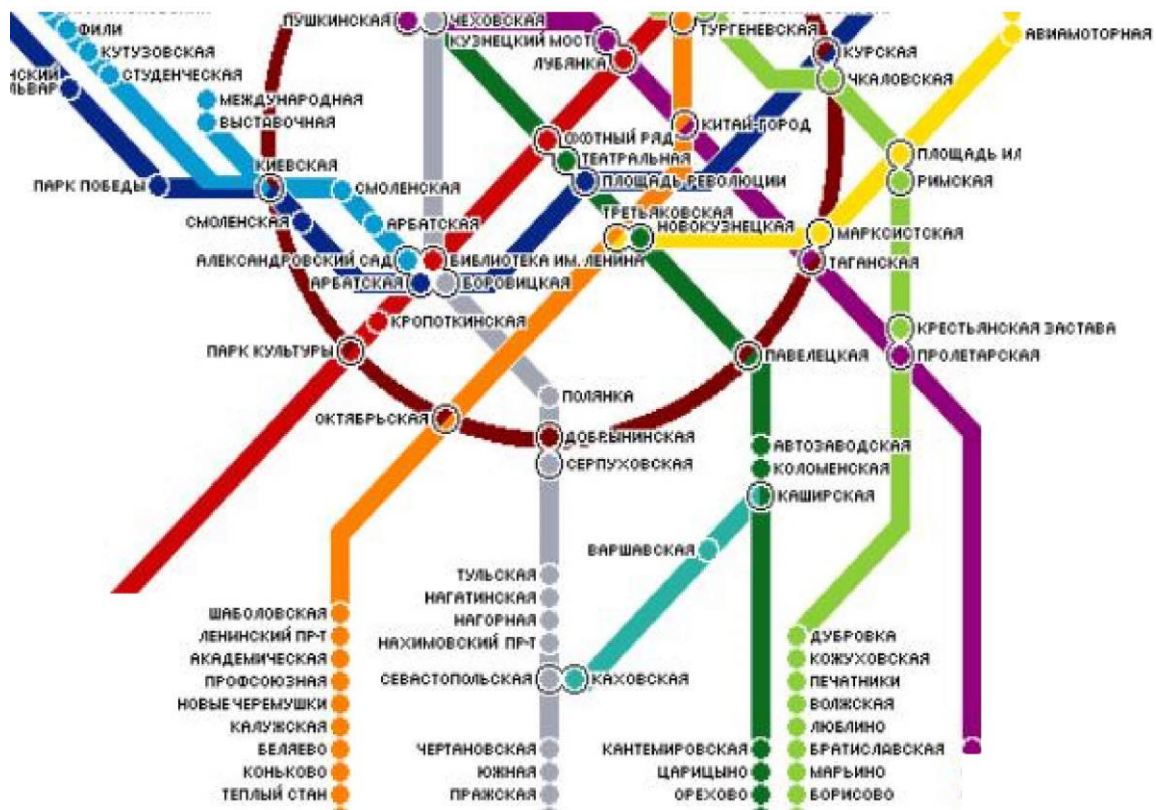 ПУШКИНСКАЯ
ЧЕХОВСКАЯ
ТУРГЕНЕВСКАЯ
ФИЛИ
КУЗНЕЦКИЙ МОСТ
КУРСКАЯ
АВИАМОТОРНАЯ
КУТУЗОВСКАЯ
ЛУБЯНКА
СТУДЕНЧЕСКАЯ
ЧКАЛОВСКАЯ
НСКИЙ
ЛЬВАР
МЕЖДУНАРОДНАЯ
ВЫСТАВОЧНАЯ
КИТАЙ-ГОРОД
ОХОТНЫЙ РЯД
ТЕАТРАЛЬНАЯ
ПЛОЩАДЬ ИЛ
КИЕВСКАЯ
ПАРК ПОБЕДЫ
СМОЛЕНСКАЯ
ПЛОЩАДЬ РЕВОЛЮЦИИ
РИМСКАЯ
СМОЛЕНСКАЯ
АРБАТСКАЯ
ТРЕТЬЯКОВСКАЯ
НОВОКУЗНЕЦКАЯ
МАРКСИСТСКАЯ
АЛЕКСАНДРОВСКИЙ САД
БИБЛИОТЕКА ИМ. ЛЕНИНА
ТАГАНСКАЯ
АРБАТСКАЯ
БОРОВИЦКАЯ
КРОПОТКИНСКАЯ
КРЕСТЬЯНСКАЯ ЗАСТАВА
ПАРК КУЛЬТУРЫ
ПАВЕЛЕЦКАЯ
ПРОЛЕТАРСКАЯ
ПОЛЯНКА
ОКТЯБРЬСКАЯ
ДОБРЫНИНСКАЯ
АВТОЗАВОДСКАЯ
СЕРПУХОВСКАЯ
КОЛОМЕНСКАЯ
КАШИРСКАЯ
ВАРШАВСКАЯ
ТУЛЬСКАЯ
НАГАТИНСКАЯ
ШАБОЛОВСКАЯ
НАГОРНАЯ
ЛЕНИНСКИЙ ПР-Т
НАХИМОВСКИЙ ПР-Т
ДУБРОВКА
АКАДЕМИЧЕСКАЯ
КОЖУХОВСКАЯ
ПРОФСОЮЗНАЯ
СЕВАСТОПОЛЬСКАЯ
КАХОВСКАЯ
ПЕЧАТНИКИ
НОВЫЕ ЧЕРЕМУШКИ
ВОЛЖСКАЯ
КАЛУЖСКАЯ
ЛЮБЛИНО
БЕЛЯЕВО
ЧЕРТАНОВСКАЯ
КАНТЕМИРОВСКАЯ
БРАТИСЛАВСКАЯ
КОНЬКОВО
ЮЖНАЯ
ЦАРИЦЫНО
МАРЬИНО
ТЕПЛЫЙ СТАН
ПРАЖСКАЯ
ОРЕХОВО
БОРИСОВО